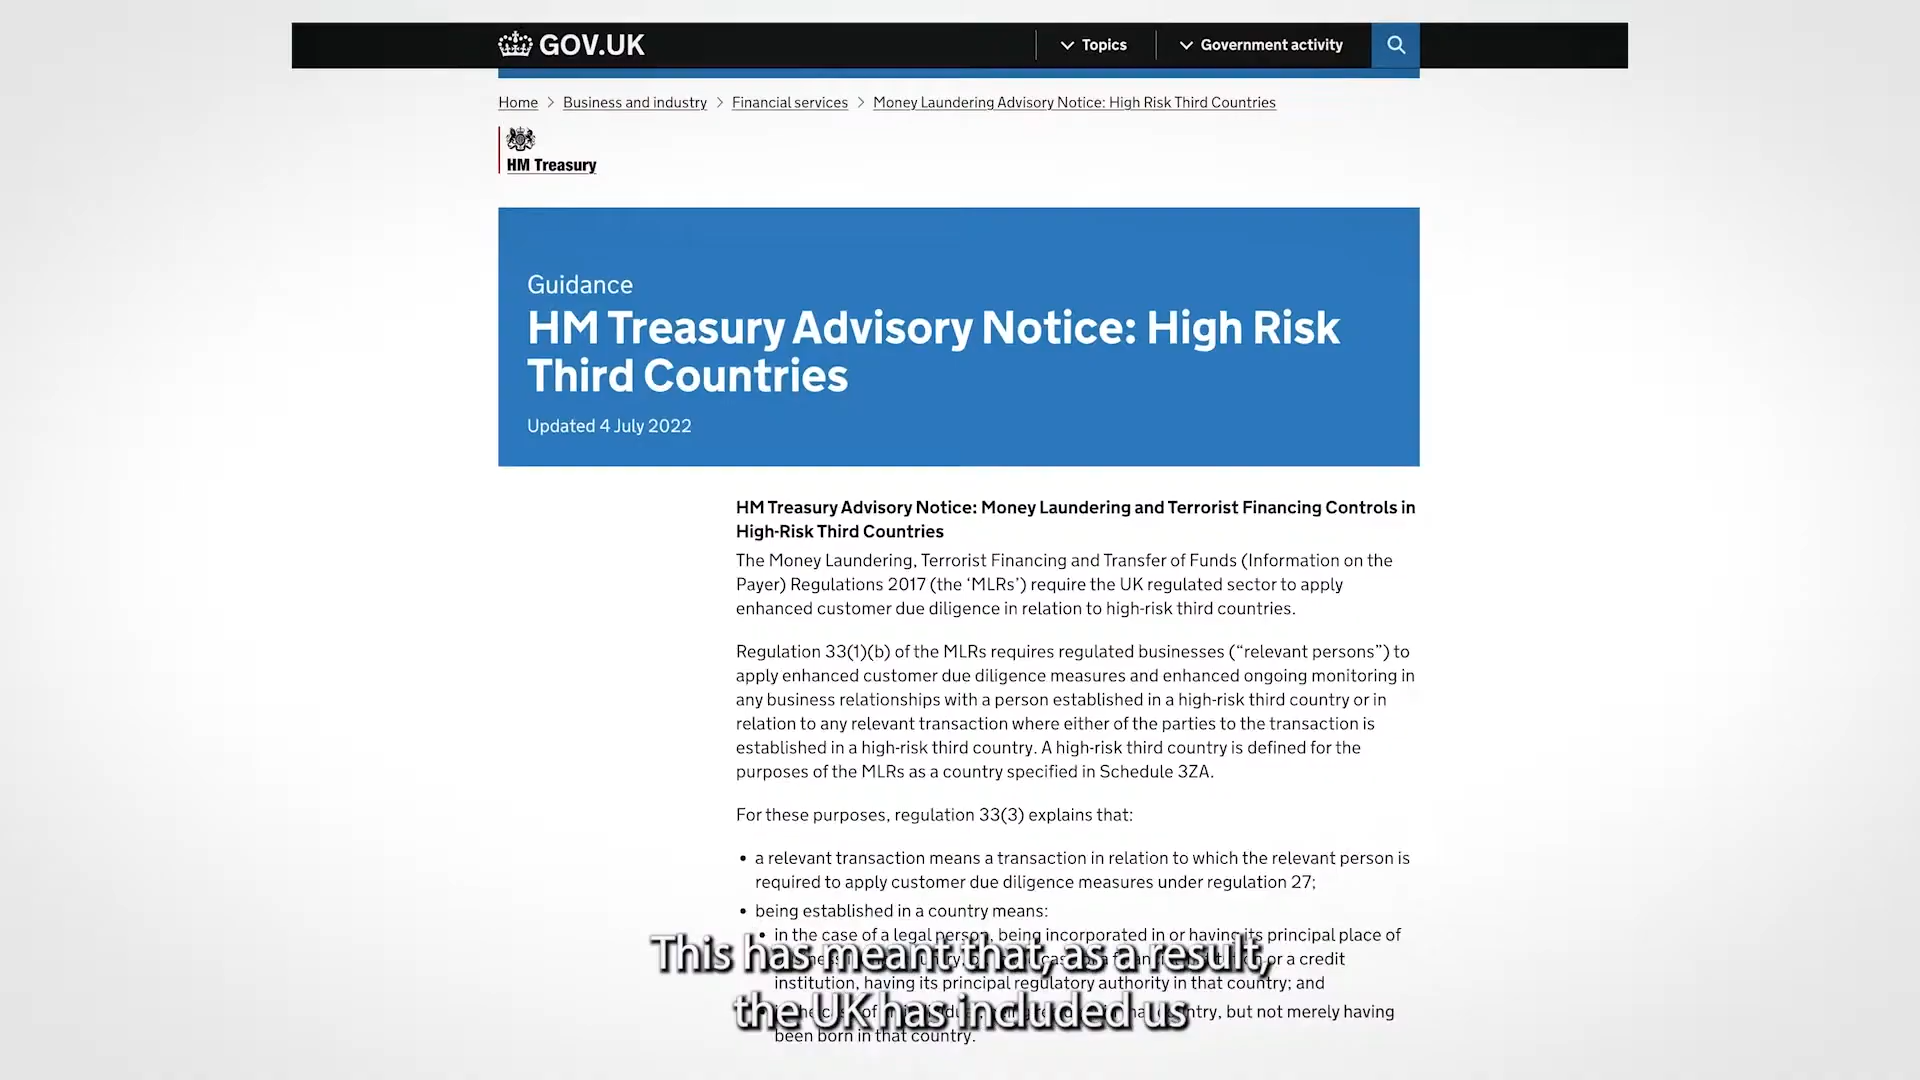 GOV.UK
Topics
Government activity
Home > Business and industry > Financial services > Money Laundering Advisory Notice: High Risk Third Countries
HM Treasury
Guidance
HM Treasury Advisory Notice: High Risk
Third Countries
Updated 4 July 2022
HM Treasury Advisory Notice: Money Laundering and Terrorist Financing Controls in
High-Risk Third Countries
The Money Laundering, Terrorist Financing and Transfer of Funds (Information on the
Payer) Regulations 2017 (the ‘MLRs’) require the UK regulated sector to apply
enhanced customer due diligence in relation to high-risk third countries.
Regulation 33(1)(b) of the MLRs requires regulated businesses (“relevant persons”) to
apply enhanced customer due diligence measures and enhanced ongoing monitoring in
any business relationships with a person established in a high-risk third country or in
relation to any relevant transaction where either of the parties to the transaction is
established in a high-risk third country. A high-risk third country is defined for the
purposes of the MLRs as a country specified in Schedule 3ZA.
For these purposes, regulation 33(3) explains that:
• a relevant transaction means a transaction in relation to which the relevant person is
required to apply customer due diligence measures under regulation 27;
• being established in a country means:
• in the case of a legal person, being incorporated in or having its principal place of
or a credit
institution, having its principal regulatory authority in that country; and
but not merely having
been born in that country.
This has meant that, as a result,
the UK has included us